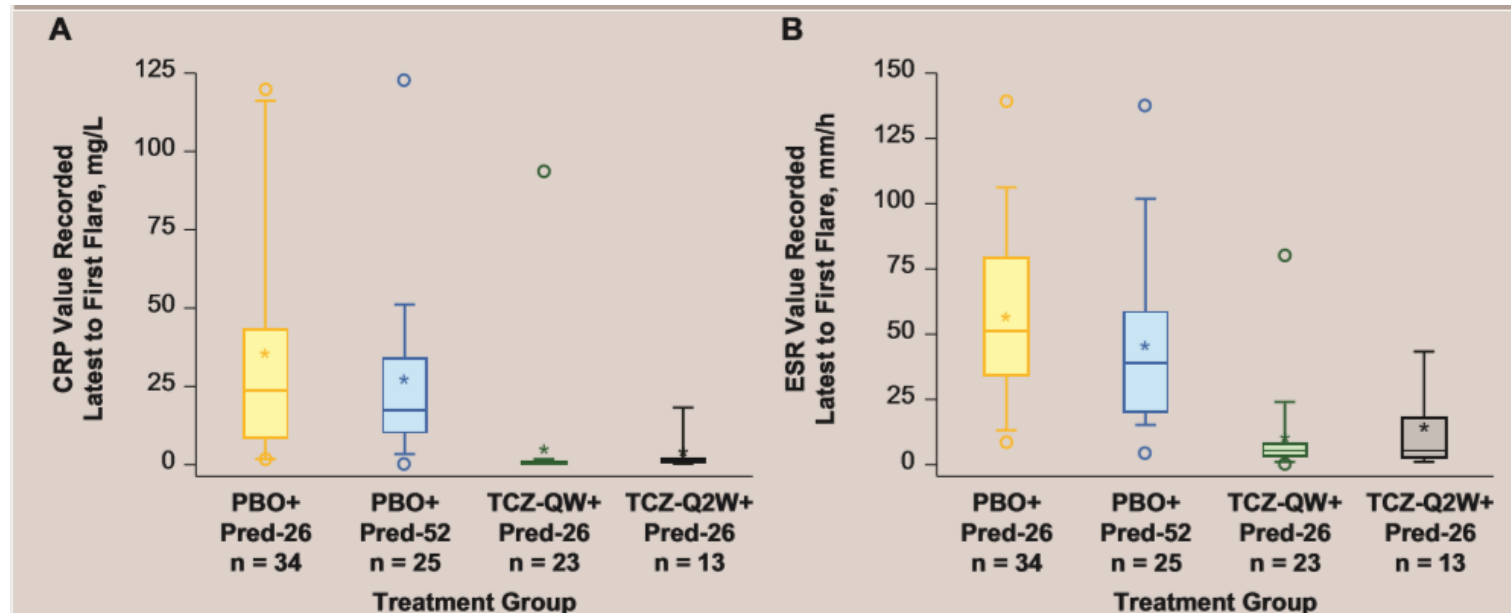 A
CRP Value Recorded
Latest to First Flare, mg/L
125
100
75
50
25
0
PBO+ PBO+ TCZ-QW+ TCZ-Q2W+
Pred-26 Pred-52 Pred-26 Pred-26
n = 34 n = 25 n = 23 n = 13
Treatment Group
B
ESR Value Recorded
Latest to First Flare, mm/h
150
125
100
75
50
25
0
PBO+ PBO+ TCZ-QW+ TCZ-Q2W+
Pred-26 Pred-52 Pred-26 Pred-26
n = 34 n = 25 n = 23 n = 13
Treatment Group